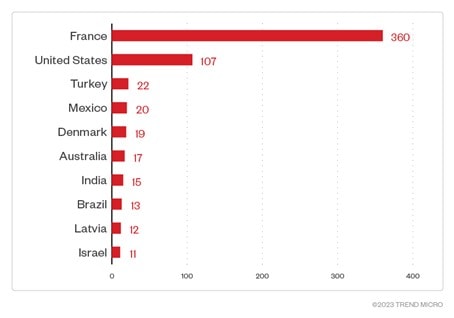 France 360
United States 107
Turkey 22
Mexico 20
Denmark 19
Australia 17
India 15
Brazil 13
Latvia 12
Israel 11
0 100 200 300 400
©2023 TREND MICRO